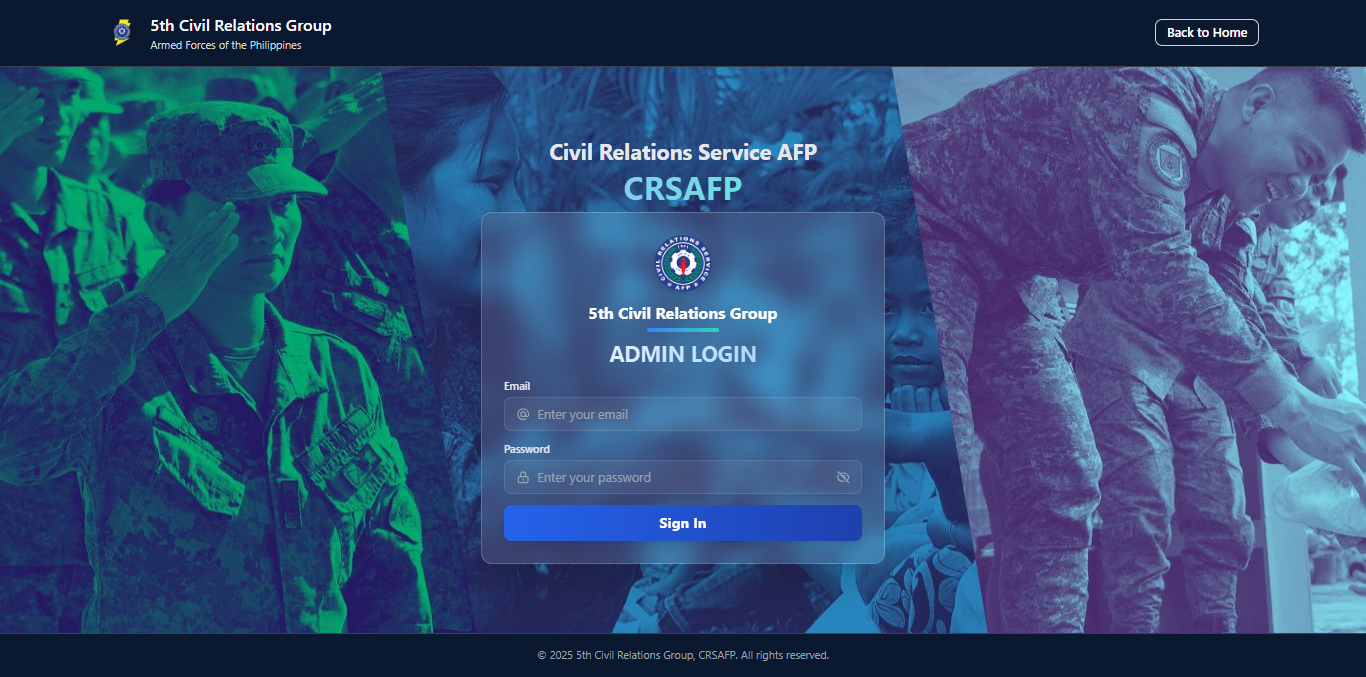 5th Civil Relations Group
Armed Forces of the Philippines
Back to Home
Civil Relations Service AFP
CRSAFP
CIVIL RELATIONS SERVICE
AFP
5th Civil Relations Group
ADMIN LOGIN
Email
Enter your email
Password
Enter your password
Sign In
© 2025 5th Civil Relations Group, CRSAFP. All rights reserved.